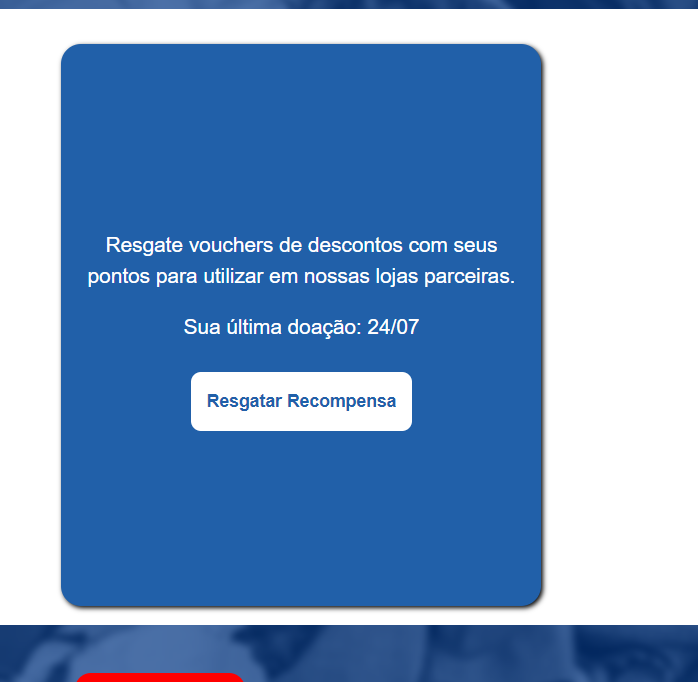 Resgate vouchers de descontos com seus
pontos para utilizar em nossas lojas parceiras.
Sua última doação: 24/07
Resgatar Recompensa